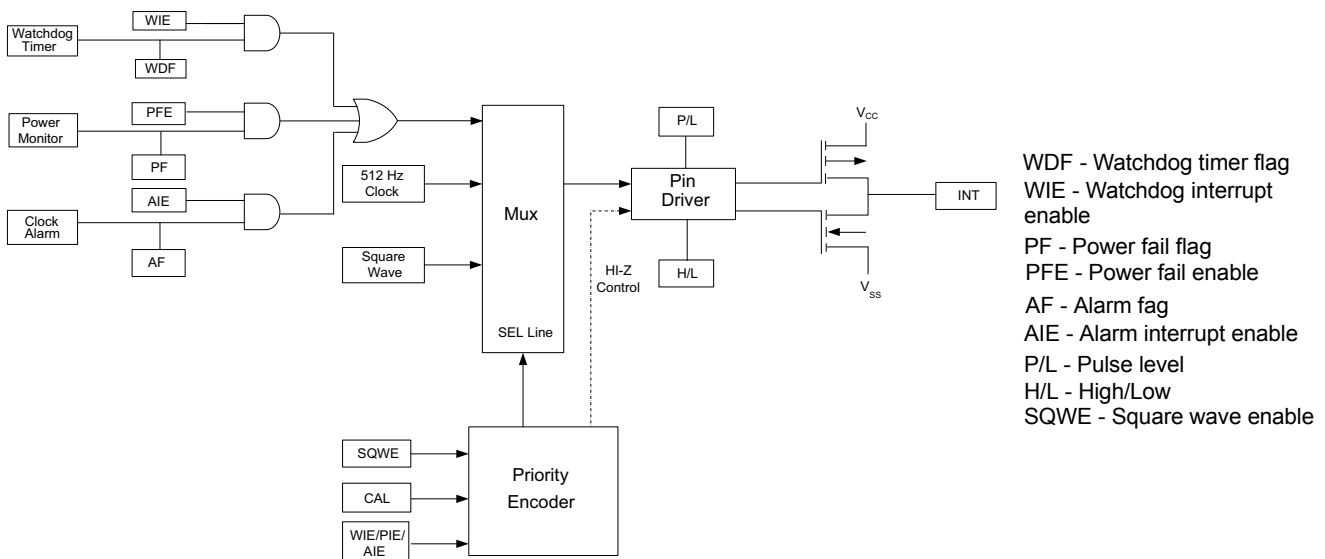 WIE
Watchdog
Timer
WDF
PFE
Power
Monitor
PF
AIE
Clock
Alarm
AF
512 Hz
Clock
Square
Wave
Mux
SEL Line
P/L
Pin
Driver
H/L
HI-Z
Control
VCC
INT
VSS
SQWE
CAL
WIE/PIE/
AIE
Priority
Encoder
WDF - Watchdog timer flag
WIE - Watchdog interrupt
enable
PF - Power fail flag
PFE - Power fail enable
AF - Alarm fag
AIE - Alarm interrupt enable
P/L - Pulse level
H/L - High/Low
SQWE - Square wave enable